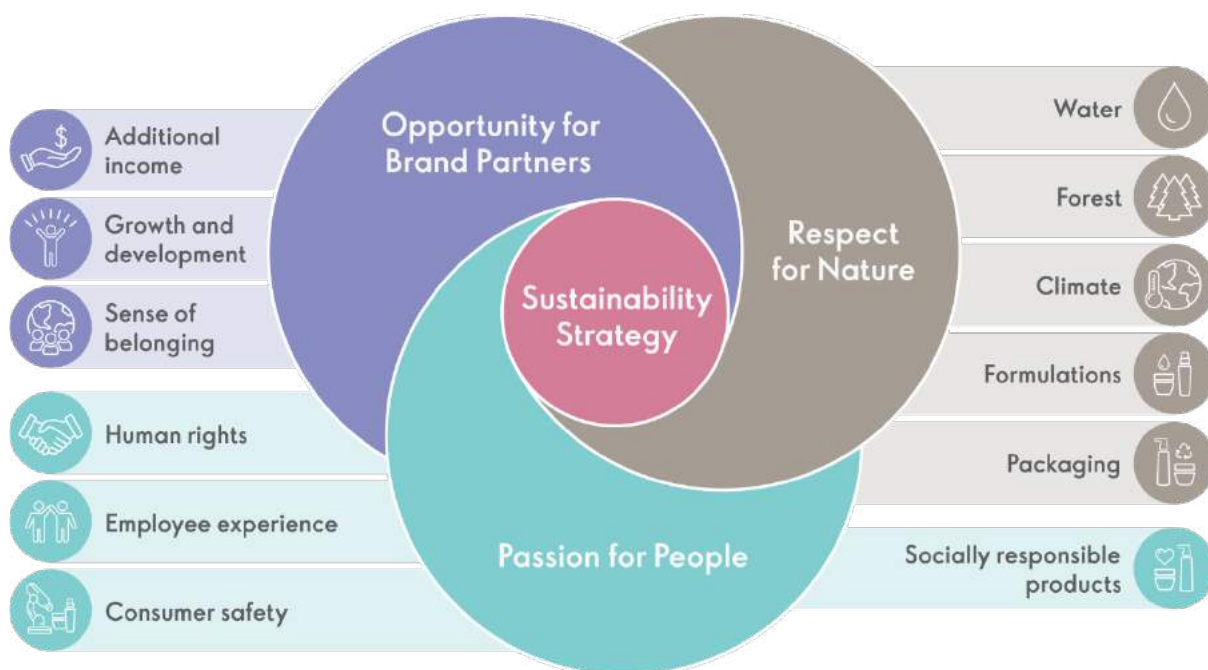 Opportunity for
Brand Partners
Respect
for Nature
Sustainability
Strategy
Passion for People
Additional
income
Growth and
development
Sense of
belonging
Human rights
Employee experience
Consumer safety
Water
Forest
Climate
Formulations
Packaging
Socially responsible
products
$